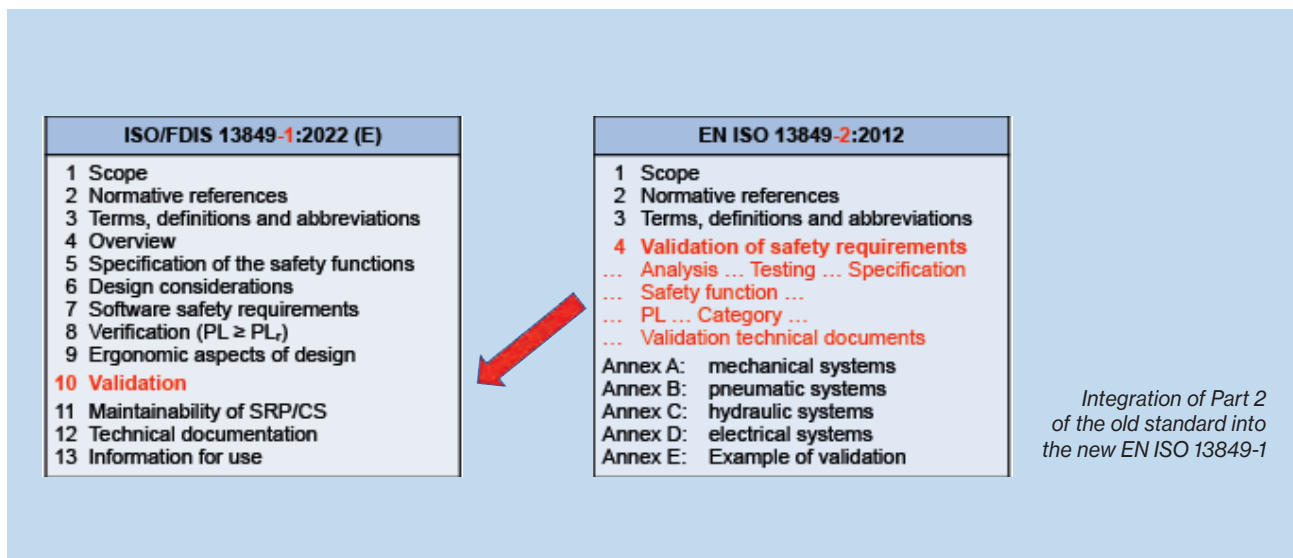 ISO/FDIS 13849-1:2022 (E)
1 Scope
2 Normative references
3 Terms, definitions and abbreviations
4 Overview
5 Specification of the safety functions
6 Design considerations
7 Software safety requirements
8 Verification (PL ≥ PLr)
9 Ergonomic aspects of design
10 Validation
11 Maintainability of SRP/CS
12 Technical documentation
13 Information for use
EN ISO 13849-2:2012
1 Scope
2 Normative references
3 Terms, definitions and abbreviations
4 Validation of safety requirements
... Analysis ... Testing ... Specification
... Safety function ...
... PL ... Category ...
... Validation technical documents
Annex A: mechanical systems
Annex B: pneumatic systems
Annex C: hydraulic systems
Annex D: electrical systems
Annex E: Example of validation
Integration of Part 2
of the old standard into
the new EN ISO 13849-1